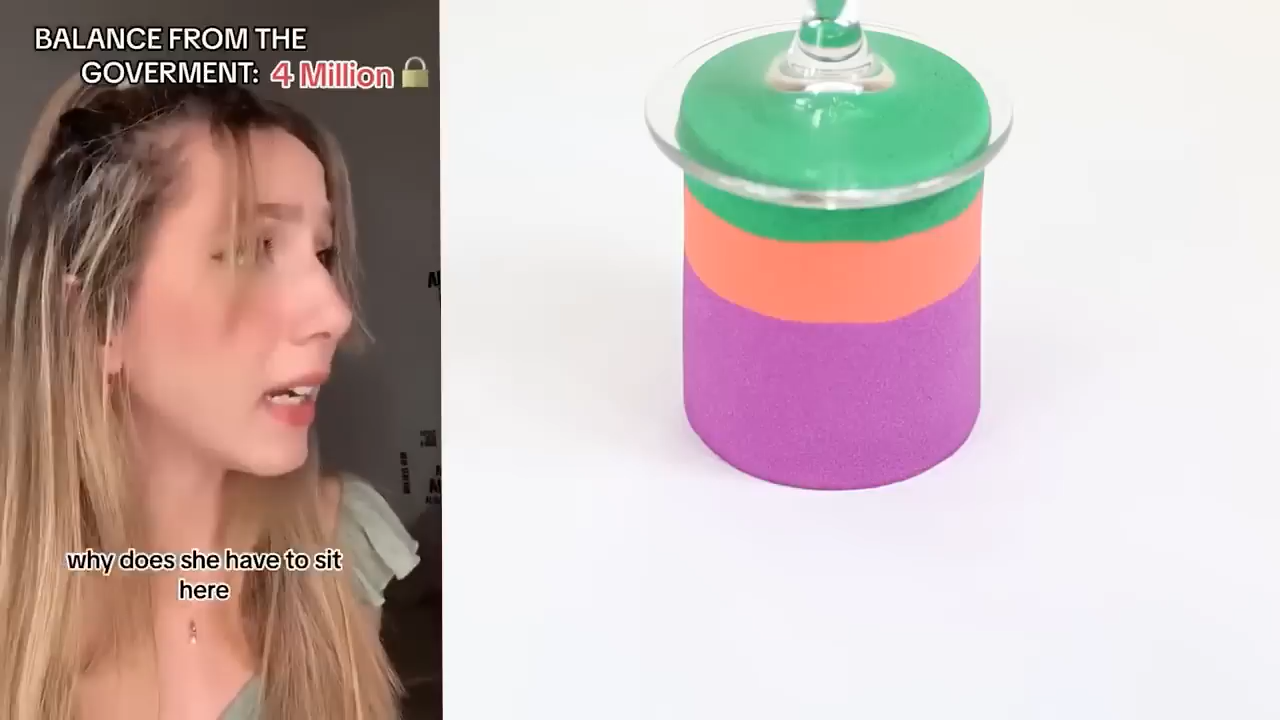 BALANCE FROM THE
GOVERMENT: 4 Million 🔒
why does she have to sit
here